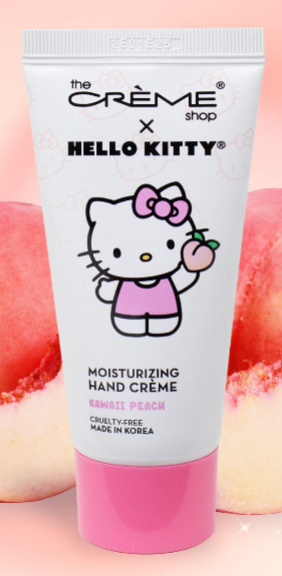 the
CRÈME®
shop
×
HELLO KITTY®
MOISTURIZING
HAND CRÈME
KAWAII PEACH
CRUELTY-FREE
MADE IN KOREA